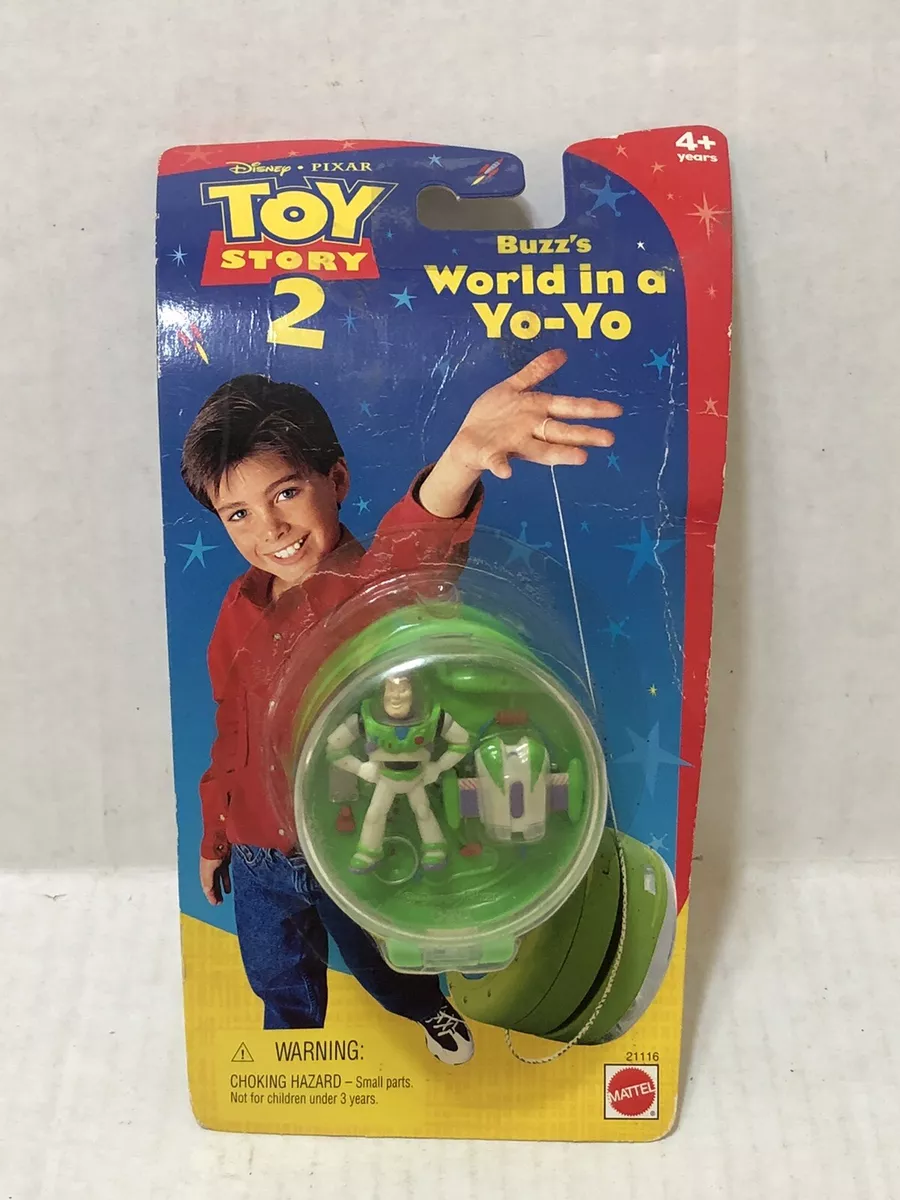 Disney • PIXAR
TOY
STORY
2
4+
years
Buzz's
World in a
Yo-Yo
WARNING:
CHOKING HAZARD – Small parts.
Not for children under 3 years.
21116
MATTEL
®